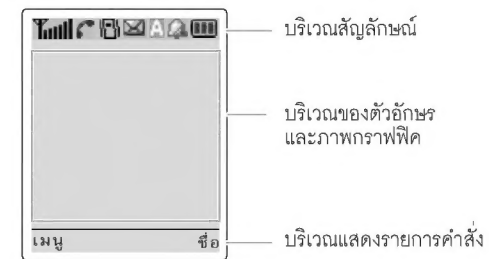 A
บริเวณสัญลักษณ์
บริเวณของตัวอักษร
และภาพกราฟฟิค
เมนู ชื่อ
บริเวณแสดงรายการคำสั่ง